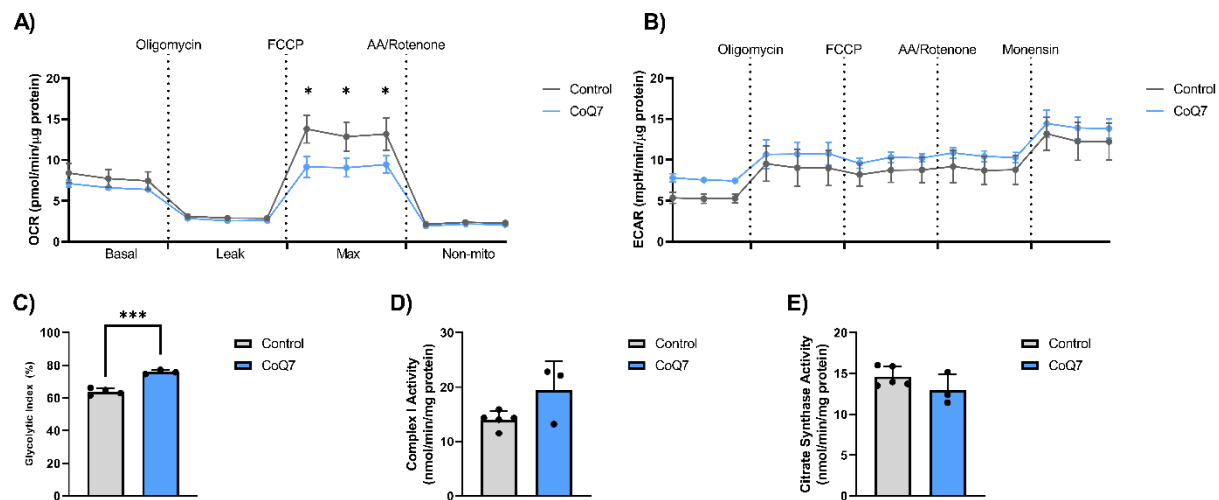 A)
Oligomycin FCCP AA/Rotenone
OCR (pmol/min/µg protein)
20
15
10
5
0
* * *
Control
CoQ7
Basal Leak Max Non-mito
B)
Oligomycin FCCP AA/Rotenone Monensin
ECAR (mpH/min/µg protein)
20
15
10
5
0
Control
CoQ7
C)
***
Glycolytic Index (%)
100
80
60
40
20
0
Control
CoQ7
D)
Complex I Activity
(nmol/min/mg protein)
30
20
10
0
Control
CoQ7
E)
Citrate Synthase Activity
(nmol/min/mg protein)
20
15
10
5
0
Control
CoQ7